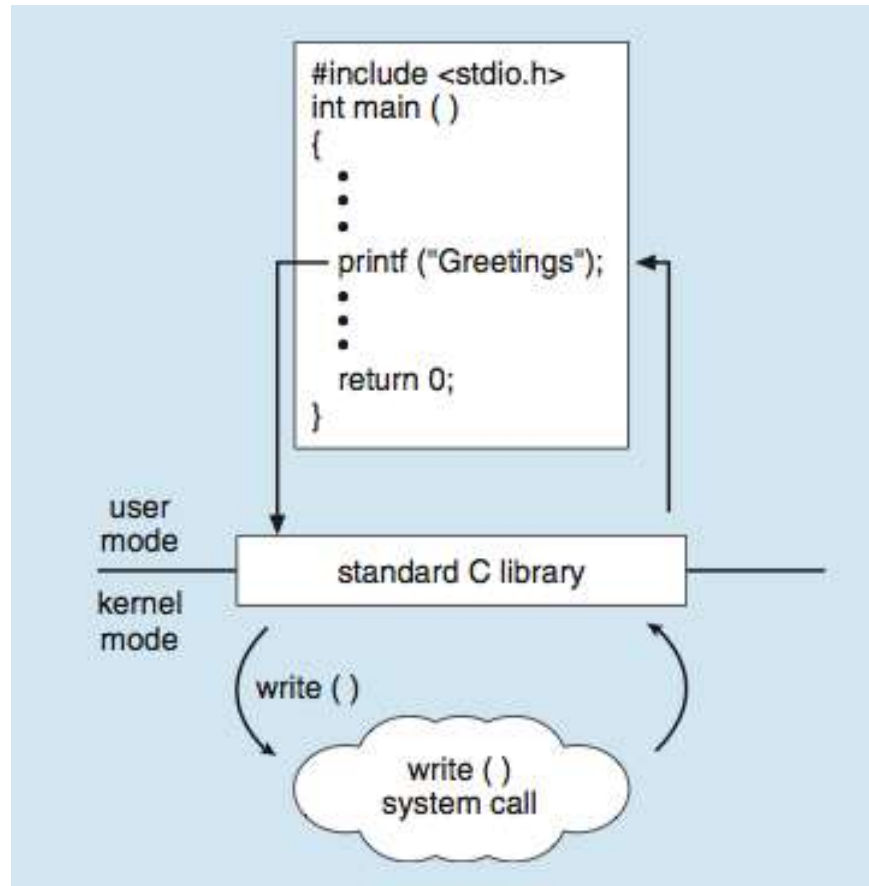 #include <stdio.h>
int main ( )
{
•
•
•
printf ("Greetings");
•
•
•
return 0;
}
user
mode
standard C library
kernel
mode
write ( )
write ( )
system call